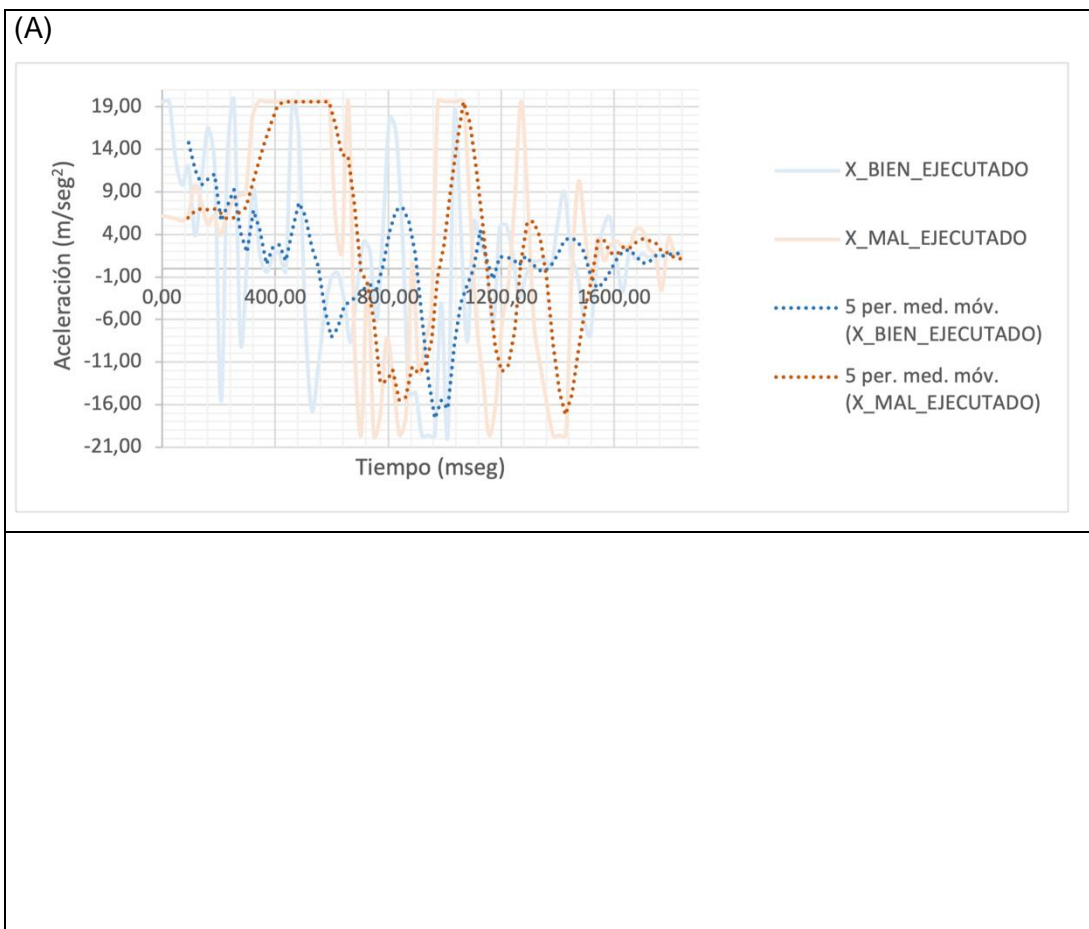 (A)
19,00
14,00
9,00
4,00
-1,00
-6,00
-11,00
-16,00
-21,00
0,00
400,00
800,00
1200,00
1600,00
Aceleración (m/seg²)
Tiempo (mseg)
X_BIEN_EJECUTADO
X_MAL_EJECUTADO
5 per. med. móv.
(X_BIEN_EJECUTADO)
5 per. med. móv.
(X_MAL_EJECUTADO)